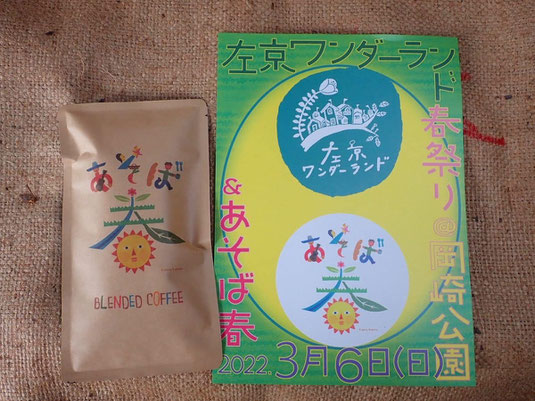 あそば
春
BLENDED COFFEE
左京ワンダーランド
春祭り@岡崎公園
左京
ワンダーランド
あそば
春
&あそば春
2022.3月6日(日)